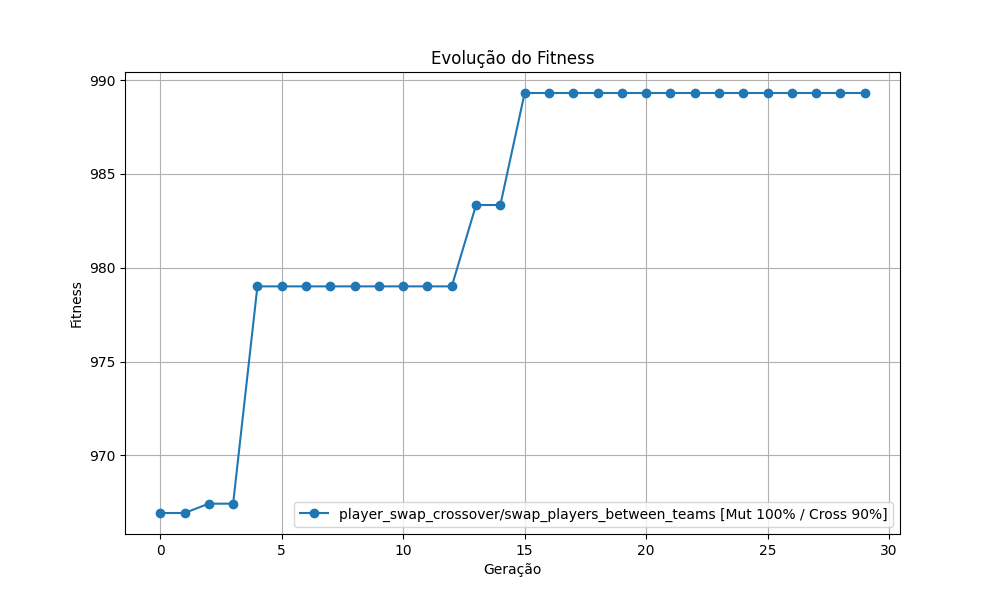 Evolução do Fitness
Fitness
990
985
980
975
970
player_swap_crossover/swap_players_between_teams [Mut 100% / Cross 90%]
0 5 10 15 20 25 30
Geração